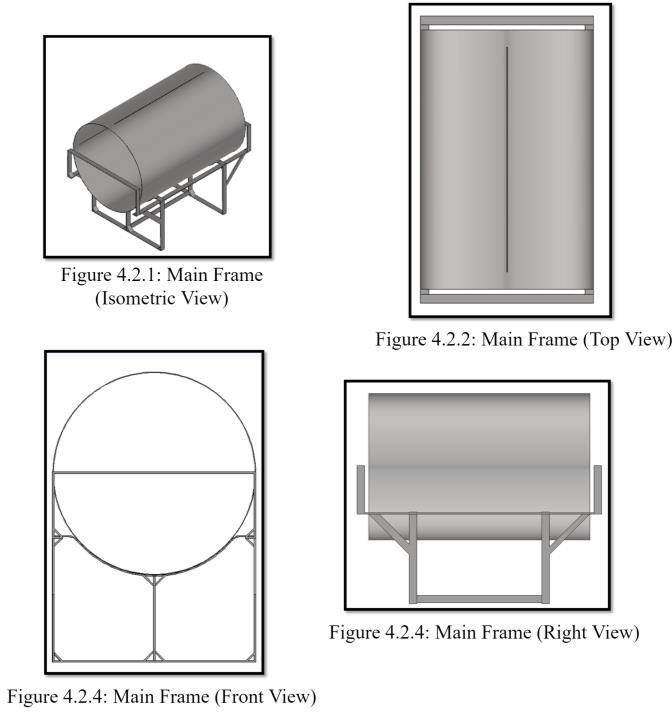 Figure 4.2.1: Main Frame
(Isometric View)
Figure 4.2.2: Main Frame (Top View)
Figure 4.2.4: Main Frame (Right View)
Figure 4.2.4: Main Frame (Front View)